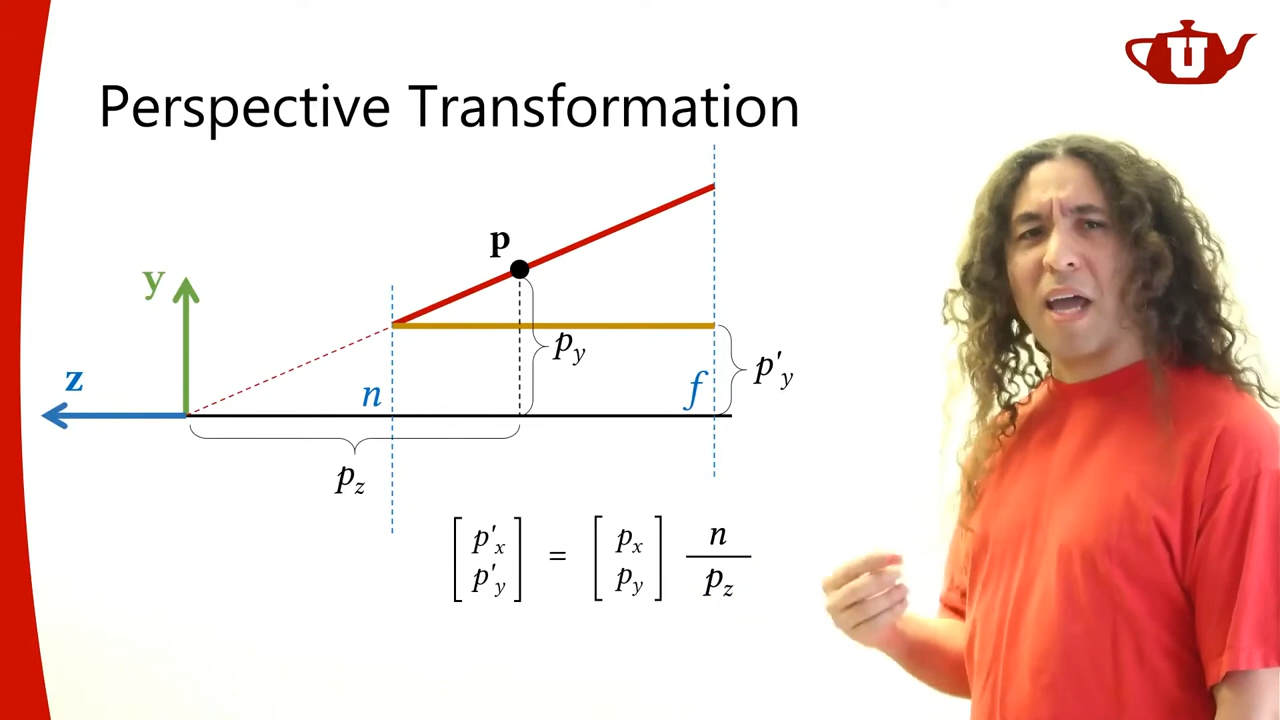 U
Perspective Transformation
p
y
p_y
z
n
f
p'_y
p_z
[p'_x p'_y] = [p_x p_y] n / p_z